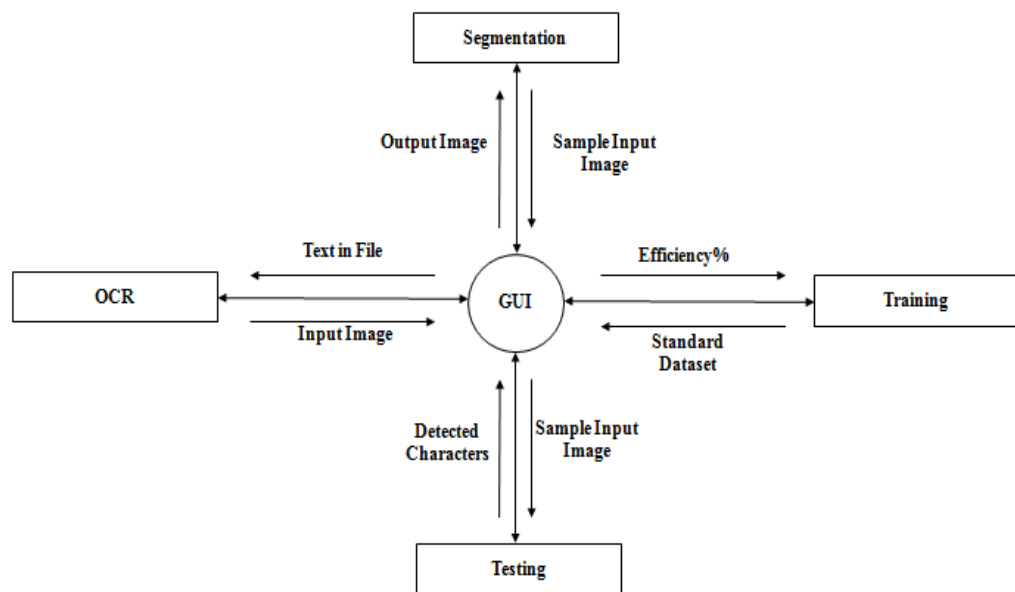 Segmentation
Output Image
Sample Input
Image
Text in File
Efficiency%
OCR
GUI
Training
Input Image
Standard
Dataset
Detected
Characters
Sample Input
Image
Testing